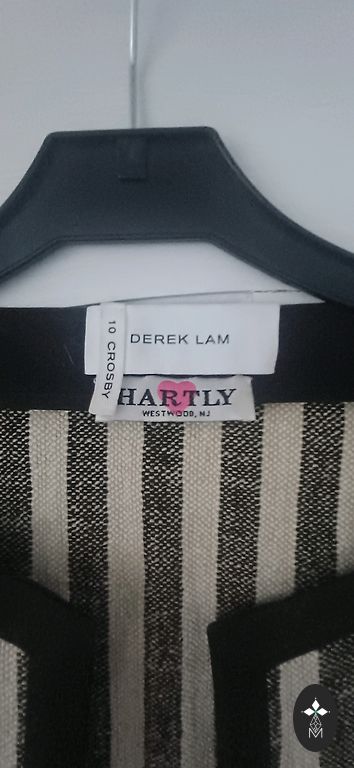 10 CROSBY
DEREK LAM
HARTLY
WESTWOOD, NJ
M